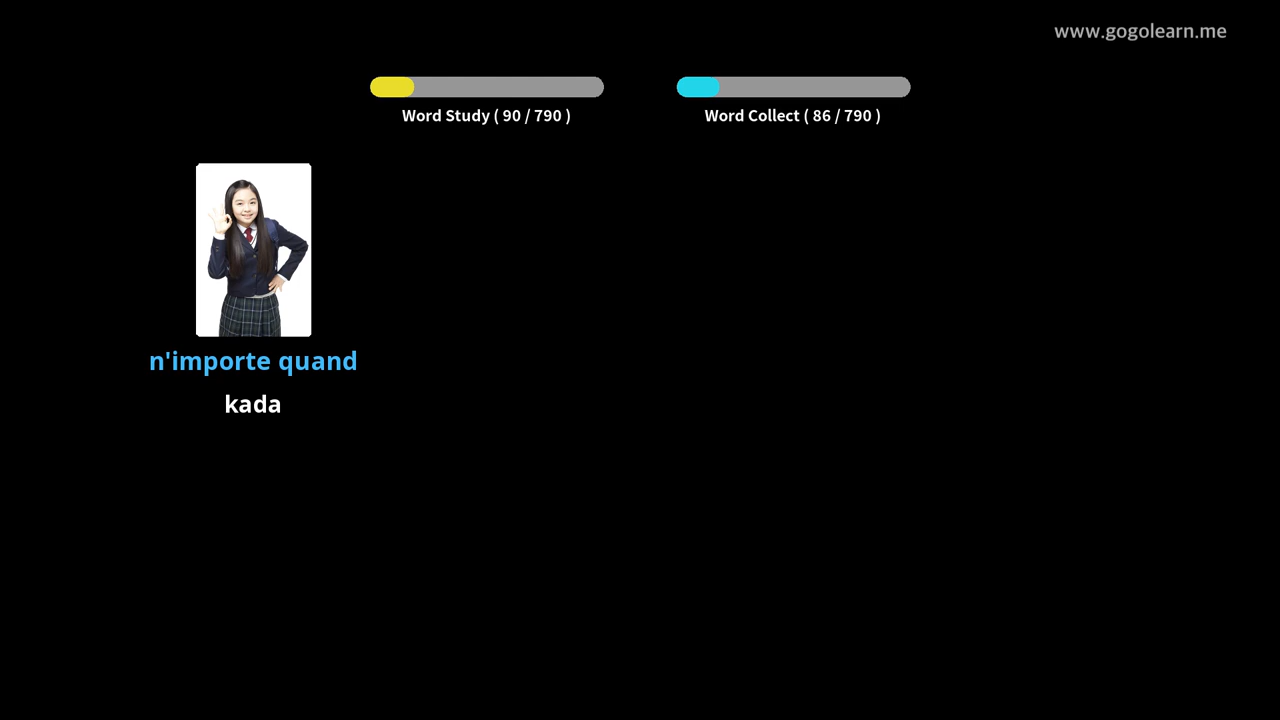 www.gogolearn.me
Word Study ( 90 / 790 )
Word Collect ( 86 / 790 )
n'importe quand
kada